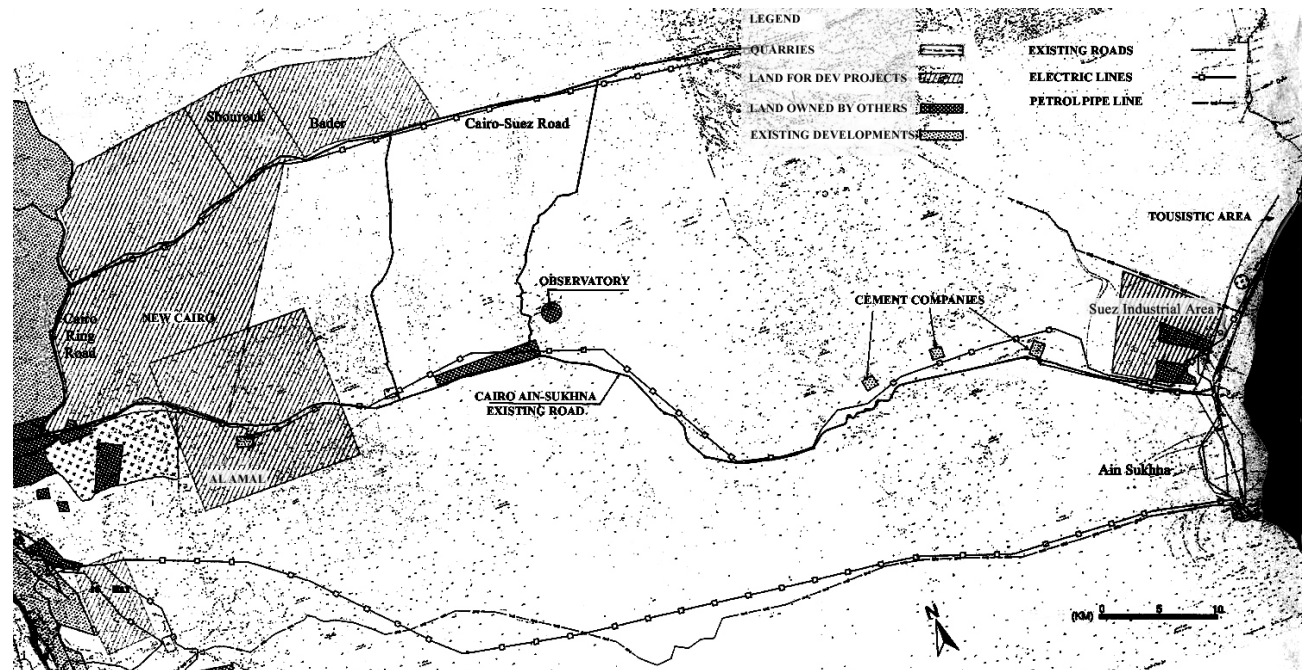 LEGEND
QUARRIES
LAND FOR DEV PROJECTS
LAND OWNED BY OTHERS
EXISTING DEVELOPMENTS
EXISTING ROADS
ELECTRIC LINES
PETROL PIPE LINE
Shourouk
Bader
Cairo-Suez Road
TOUSISTIC AREA
OBSERVATORY
CEMENT COMPANIES
Suez Industrial Area
Cairo
Ring
Road
NEW CAIRO
CAIRO AIN-SUKHNA
EXISTING ROAD
AL AMAL
Ain Sukhna
N
(KM)
0 5 10